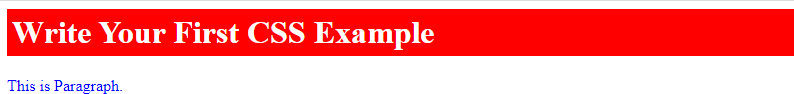 Write Your First CSS Example
This is Paragraph.